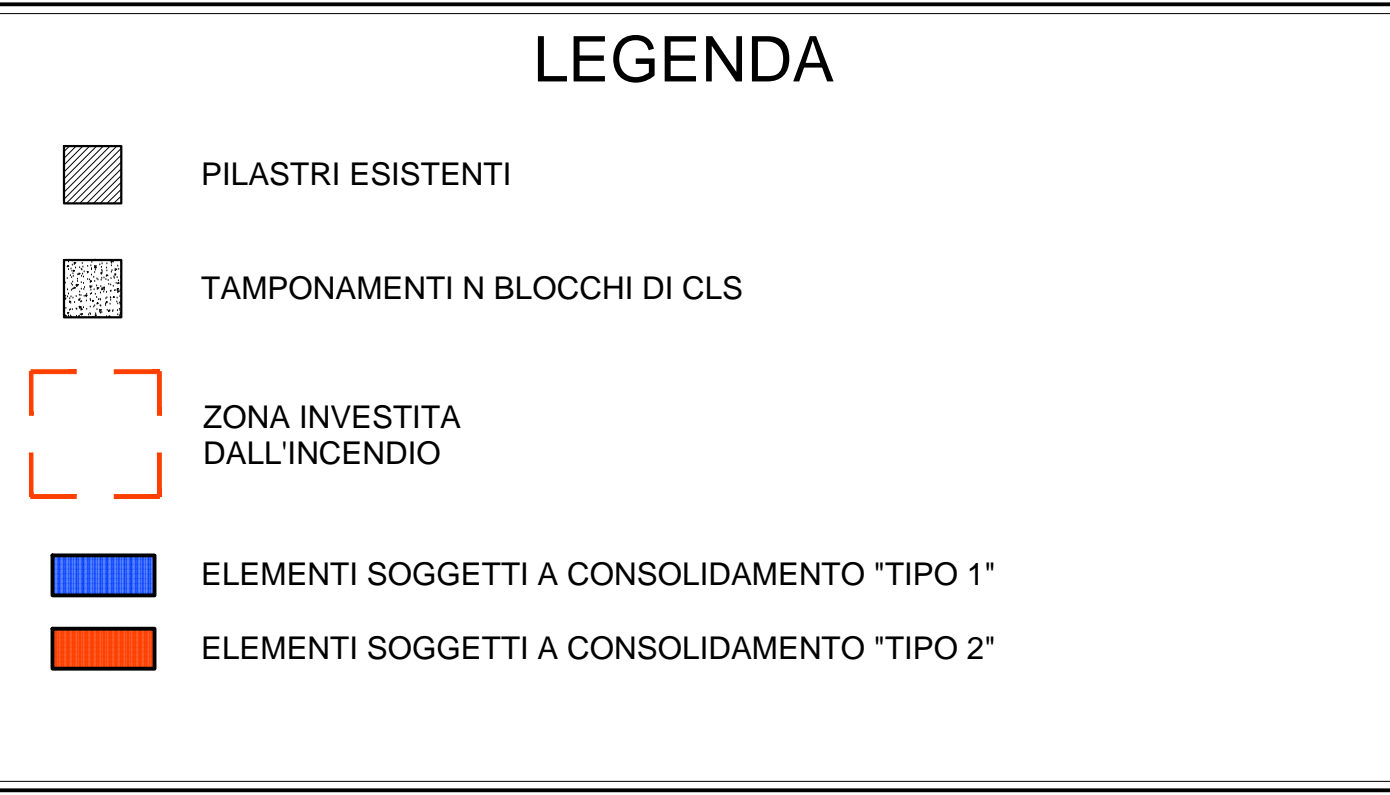 LEGENDA
PILASTRI ESISTENTI
TAMPONAMENTI N BLOCCHI DI CLS
ZONA INVESTITA
DALL'INCENDIO
ELEMENTI SOGGETTI A CONSOLIDAMENTO "TIPO 1"
ELEMENTI SOGGETTI A CONSOLIDAMENTO "TIPO 2"